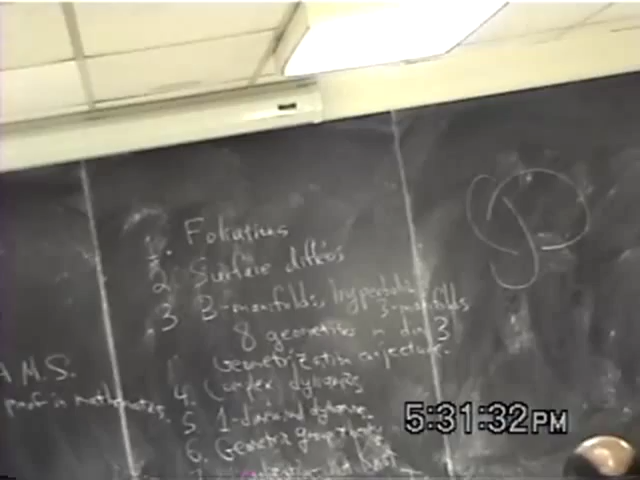 1. Foliations
2. Surface diffeos
3 3-manifolds, hyperbolic 3-manifolds
8 geometries in dim 3
Geometrization conjecture.
4. Complex dynamics
5. 1-dimensional dynamics
6. Geometric group theory
A.M.S.
proof in mathematics.
5:31:32PM